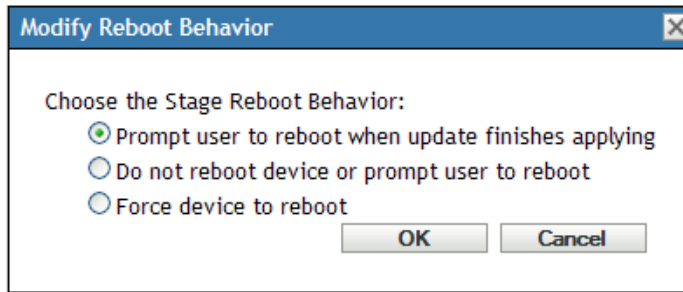 Modify Reboot Behavior
Choose the Stage Reboot Behavior:
Prompt user to reboot when update finishes applying
Do not reboot device or prompt user to reboot
Force device to reboot
OK Cancel